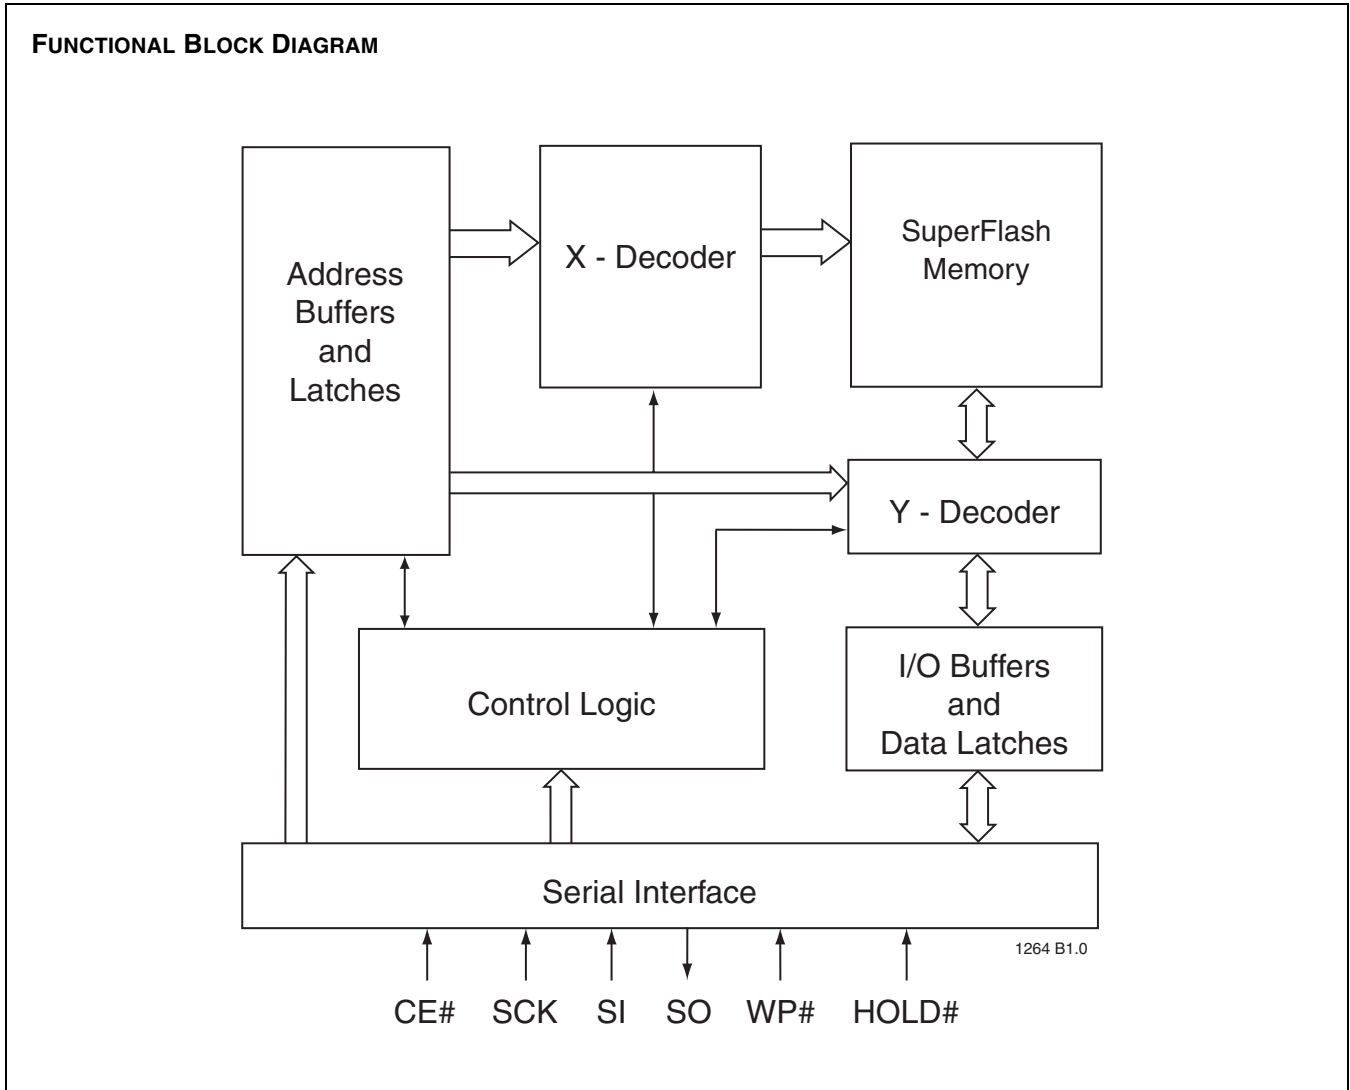 FUNCTIONAL BLOCK DIAGRAM
Address
Buffers
and
Latches
X - Decoder
SuperFlash
Memory
Y - Decoder
Control Logic
I/O Buffers
and
Data Latches
Serial Interface
1264 B1.0
CE# SCK SI SO WP# HOLD#